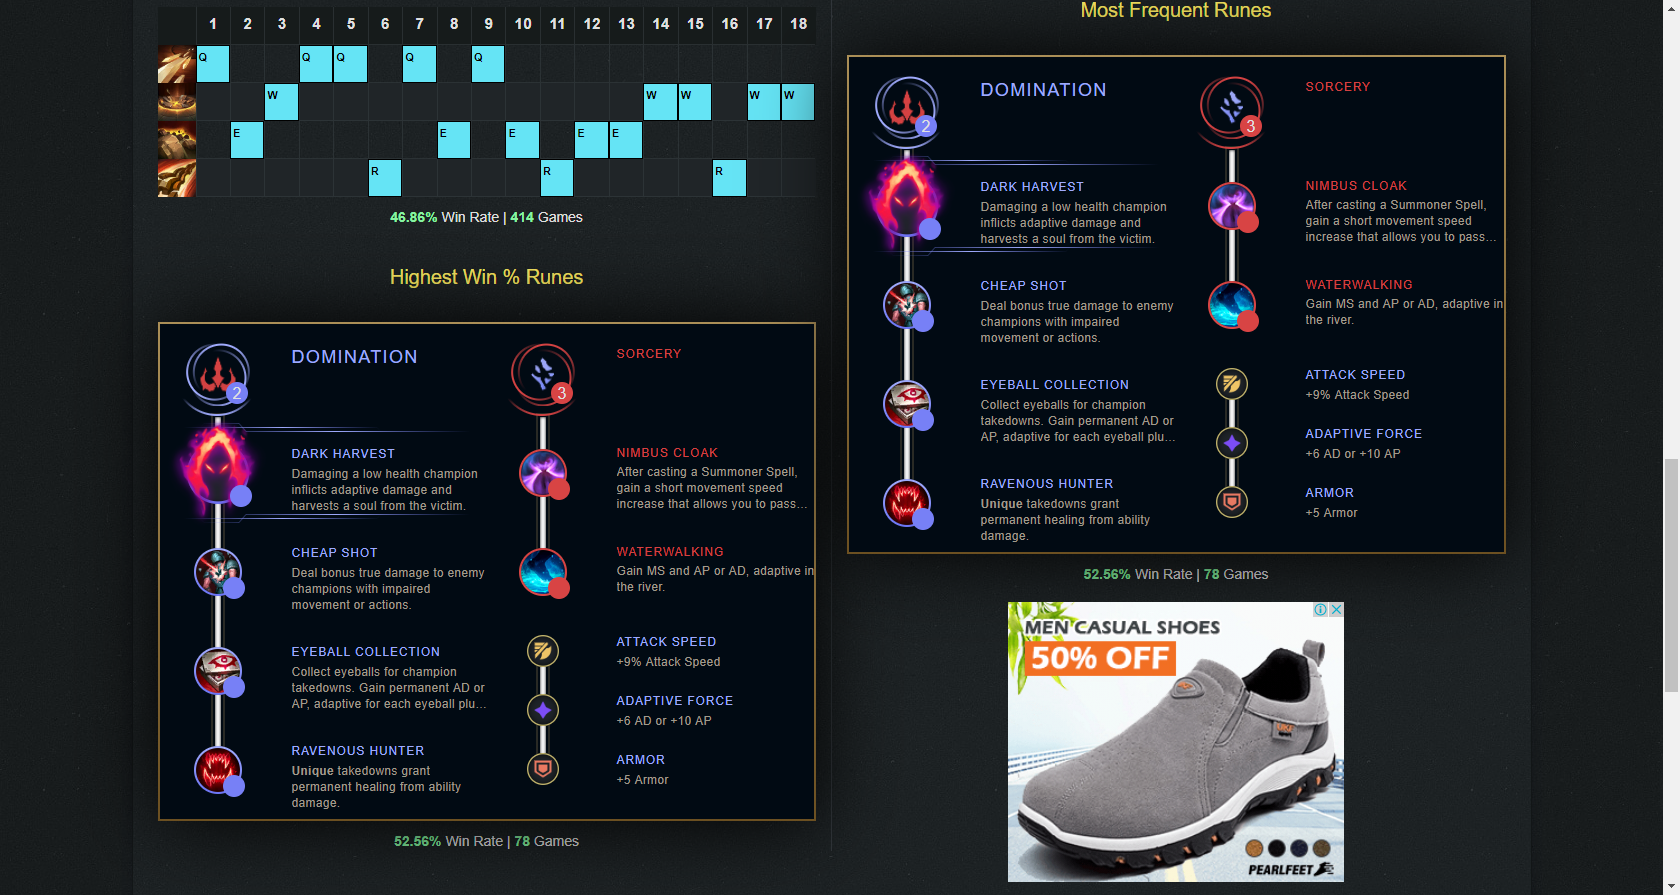 1 2 3 4 5 6 7 8 9 10 11 12 13 14 15 16 17 18
Q Q Q Q Q
W W W W W
E E E E E
R R R
46.86% Win Rate | 414 Games
Highest Win % Runes
2
DOMINATION
3
SORCERY
DARK HARVEST
Damaging a low health champion
inflicts adaptive damage and
harvests a soul from the victim.
CHEAP SHOT
Deal bonus true damage to enemy
champions with impaired
movement or actions.
EYEBALL COLLECTION
Collect eyeballs for champion
takedowns. Gain permanent AD or
AP, adaptive for each eyeball plu...
RAVENOUS HUNTER
Unique takedowns grant
permanent healing from ability
damage.
NIMBUS CLOAK
After casting a Summoner Spell,
gain a short movement speed
increase that allows you to pass...
WATERWALKING
Gain MS and AP or AD, adaptive in
the river.
ATTACK SPEED
+9% Attack Speed
ADAPTIVE FORCE
+6 AD or +10 AP
ARMOR
+5 Armor
52.56% Win Rate | 78 Games
Most Frequent Runes
2
DOMINATION
3
SORCERY
DARK HARVEST
Damaging a low health champion
inflicts adaptive damage and
harvests a soul from the victim.
CHEAP SHOT
Deal bonus true damage to enemy
champions with impaired
movement or actions.
EYEBALL COLLECTION
Collect eyeballs for champion
takedowns. Gain permanent AD or
AP, adaptive for each eyeball plu...
RAVENOUS HUNTER
Unique takedowns grant
permanent healing from ability
damage.
NIMBUS CLOAK
After casting a Summoner Spell,
gain a short movement speed
increase that allows you to pass...
WATERWALKING
Gain MS and AP or AD, adaptive in
the river.
ATTACK SPEED
+9% Attack Speed
ADAPTIVE FORCE
+6 AD or +10 AP
ARMOR
+5 Armor
52.56% Win Rate | 78 Games
MEN CASUAL SHOES
50% OFF
PEARLFEET